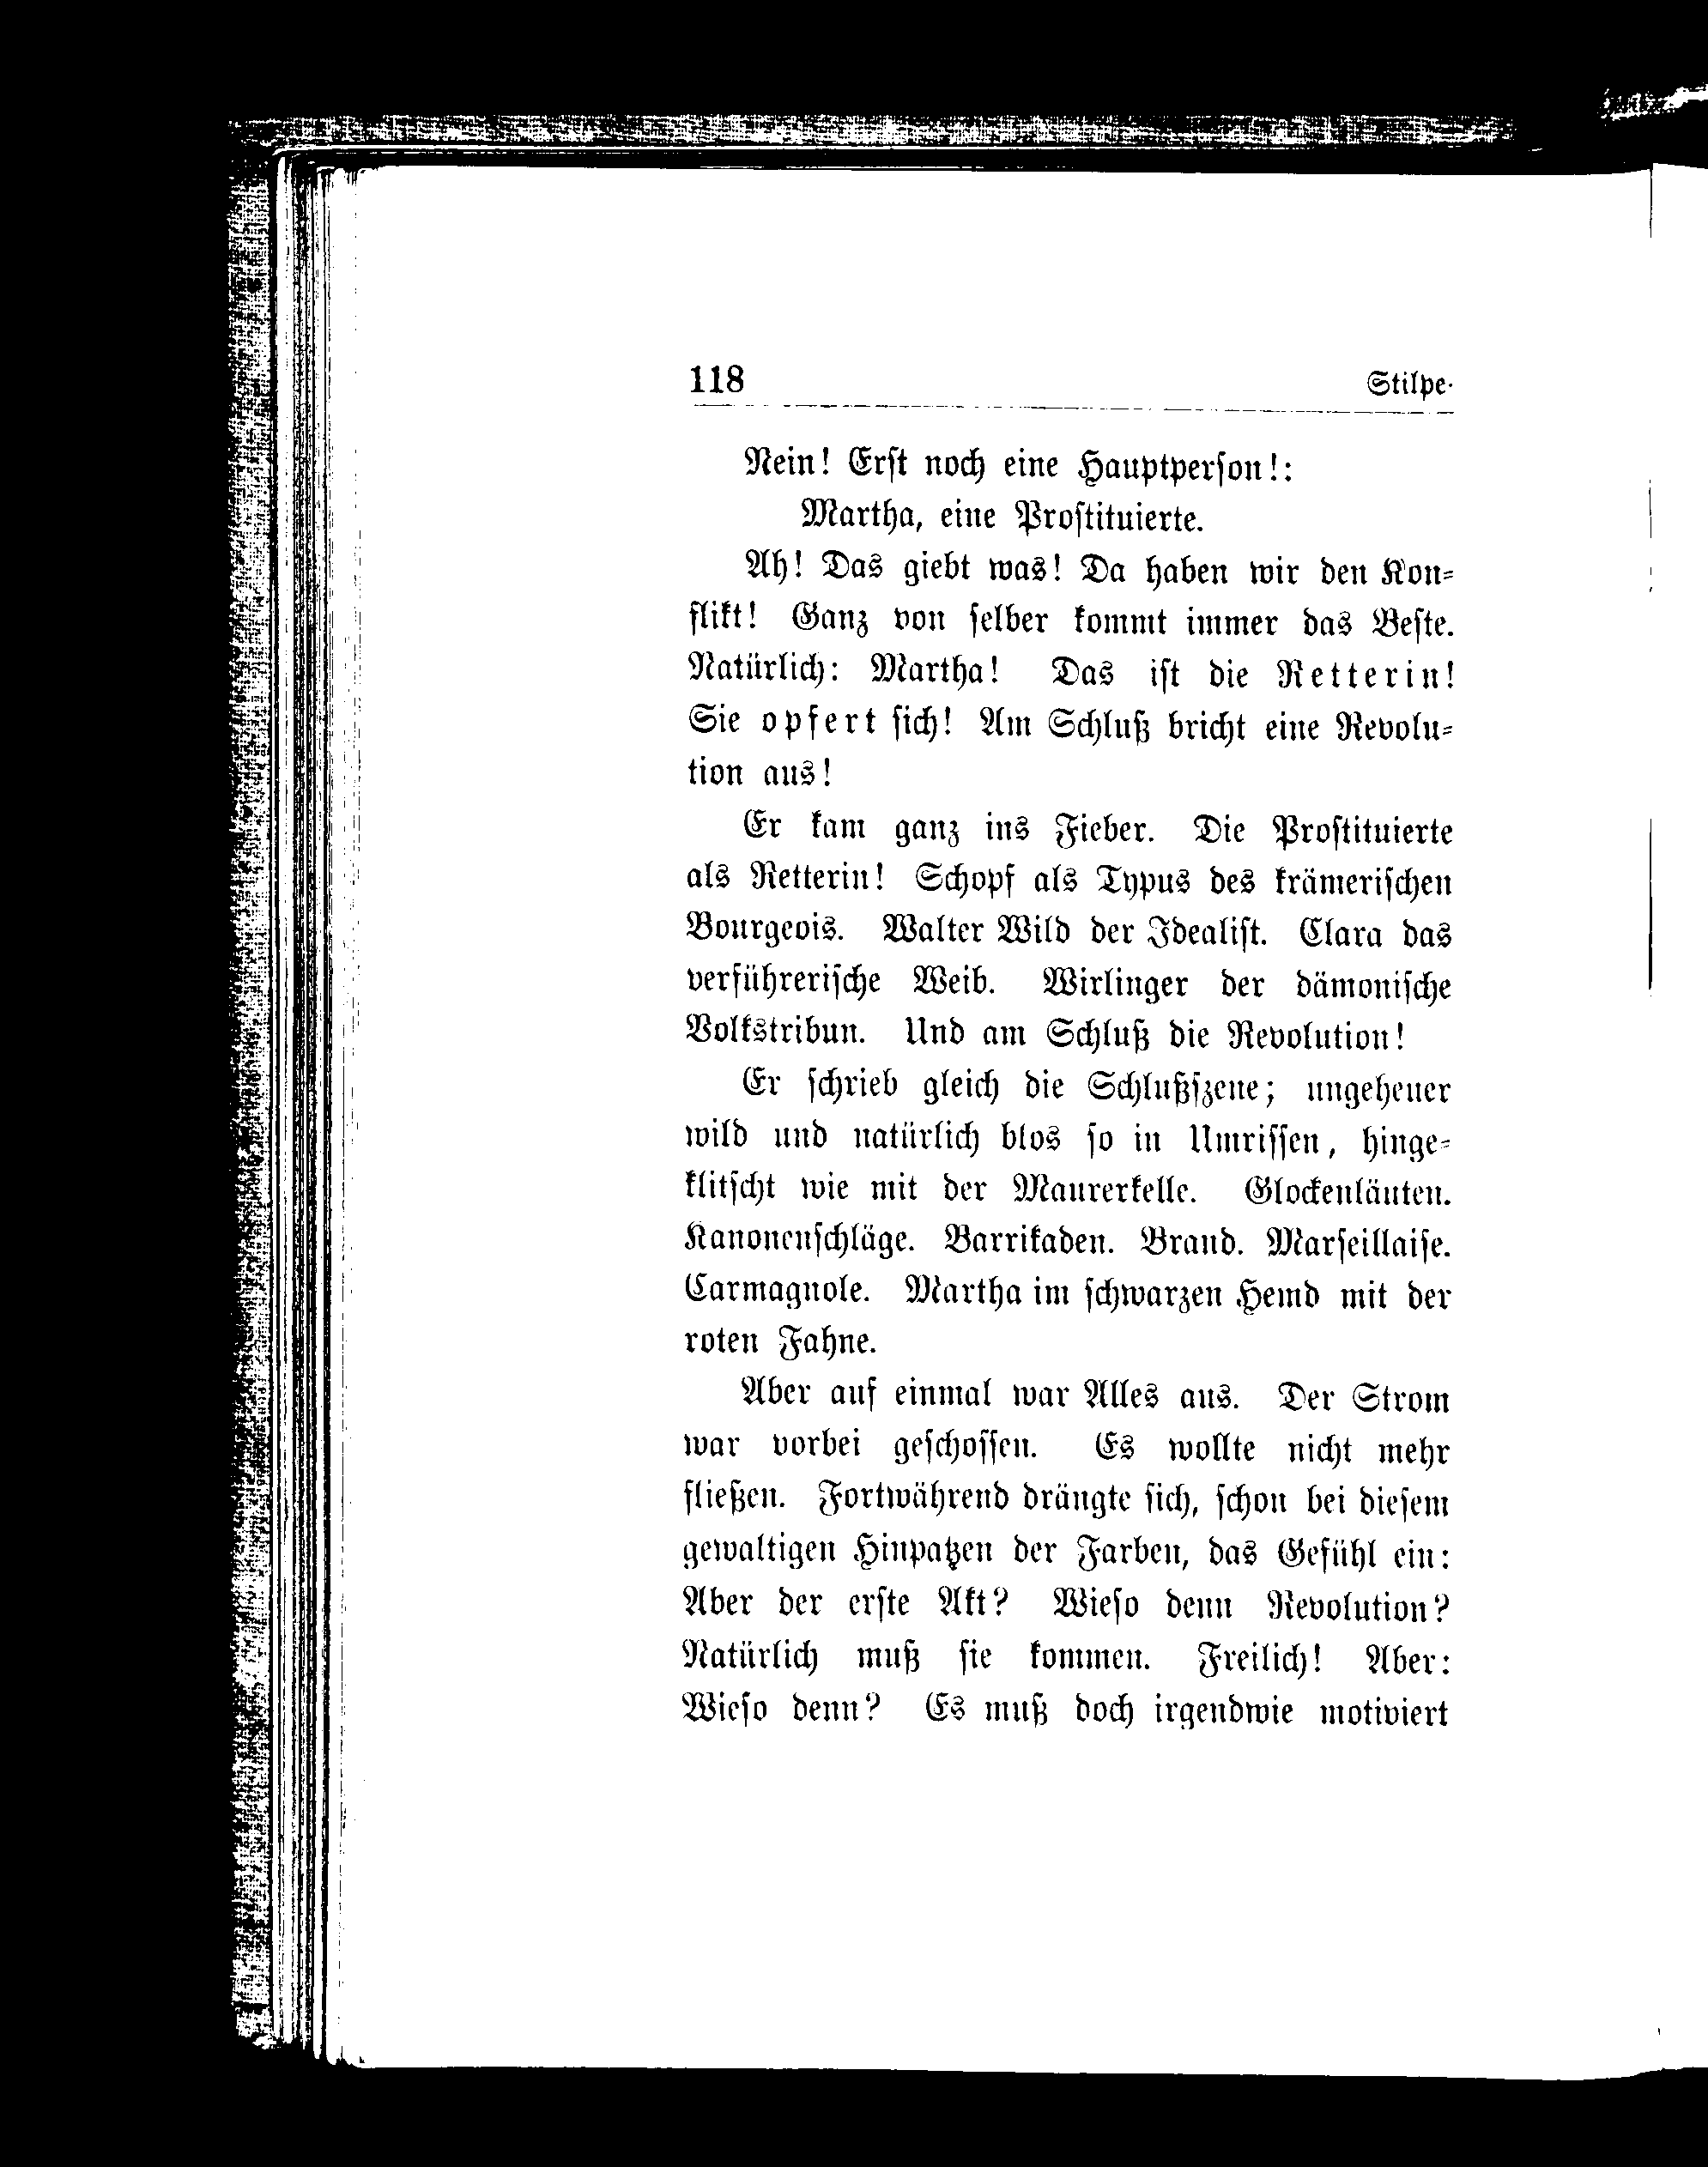 118 Stilpe.
Nein! Erſt noch eine Hauptperſon!:
Martha, eine Proſtituierte.
Ah! Das giebt was! Da haben wir den Kon-
flikt! Ganz von ſelber kommt immer das Beſte.
Natürlich: Martha! Das iſt die Retterin!
Sie opfert ſich! Am Schluß bricht eine Revolu-
tion aus!
Er kam ganz ins Fieber. Die Proſtituierte
als Retterin! Schopf als Typus des krämeriſchen
Bourgeois. Walter Wild der Idealiſt. Clara das
verführeriſche Weib. Wirlinger der dämoniſche
Volkstribun. Und am Schluß die Revolution!
Er ſchrieb gleich die Schlußſzene; ungeheuer
wild und natürlich blos ſo in Umriſſen, hinge-
klitſcht wie mit der Maurerkelle. Glockenläuten.
Kanonenſchläge. Barrikaden. Brand. Marſeillaiſe.
Carmagnole. Martha im ſchwarzen Hemd mit der
roten Fahne.
Aber auf einmal war Alles aus. Der Strom
war vorbei geſchoſſen. Es wollte nicht mehr
fließen. Fortwährend drängte ſich, ſchon bei dieſem
gewaltigen Hinpatzen der Farben, das Gefühl ein:
Aber der erſte Akt? Wieſo denn Revolution?
Natürlich muß ſie kommen. Freilich! Aber:
Wieſo denn? Es muß doch irgendwie motiviert